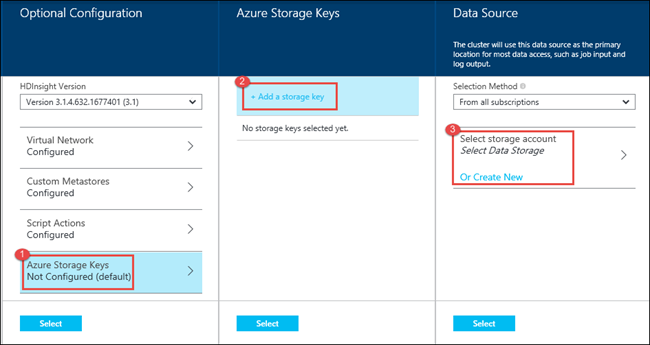 Optional Configuration
HDInsight Version
Version 3.1.4.632.1677401 (3.1)
Virtual Network
Configured
Custom Metastores
Configured
Script Actions
Configured
1
Azure Storage Keys
Not Configured (default)
Select
Azure Storage Keys
2
+ Add a storage key
No storage keys selected yet.
Select
Data Source
The cluster will use this data source as the primary
location for most data access, such as job input and
log output.
Selection Method
From all subscriptions
3
Select storage account
Select Data Storage
Or Create New
Select